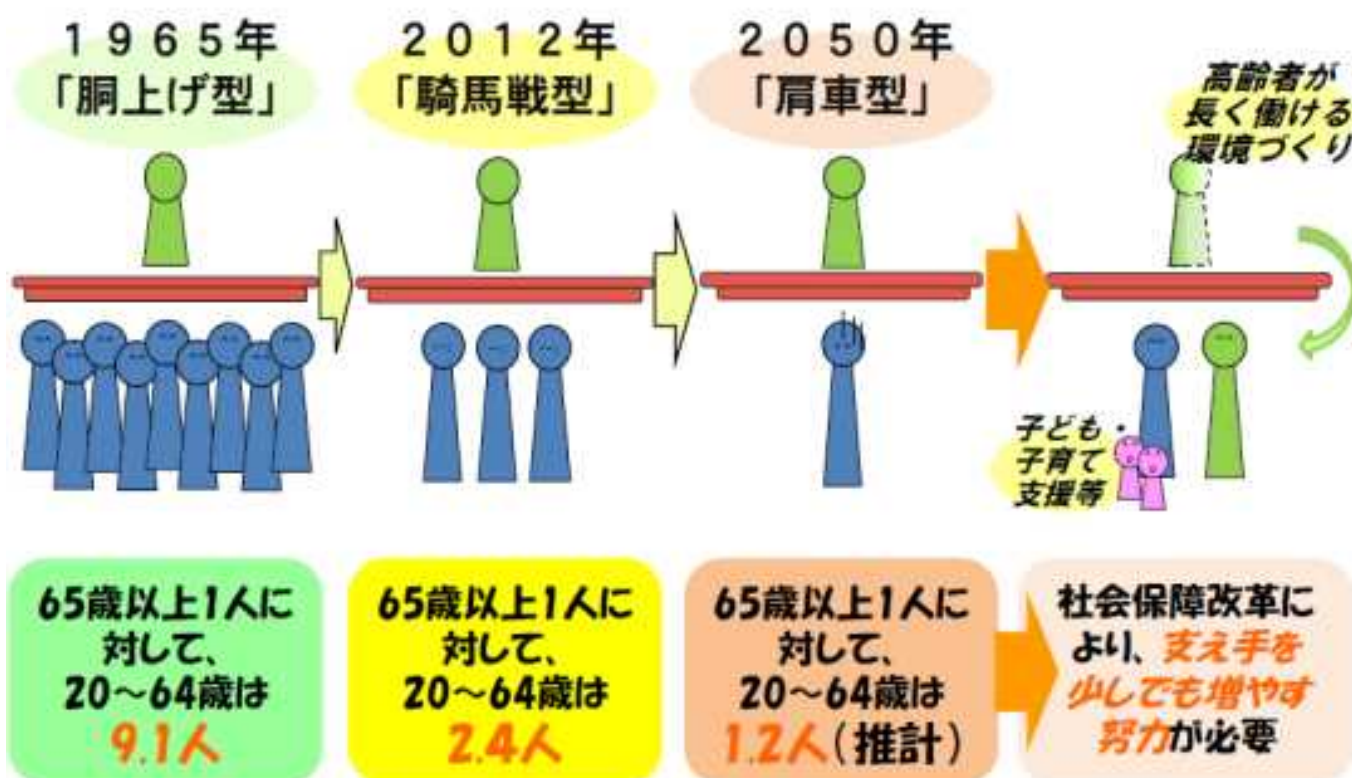 １９６５年
「胴上げ型」
２０１２年
「騎馬戦型」
２０５０年
「肩車型」
高齢者が
長く働ける
環境づくり
子ども・
子育て
支援等
65歳以上1人に
対して、
20～64歳は
9.1人
65歳以上1人に
対して、
20～64歳は
2.4人
65歳以上1人に
対して、
20～64歳は
1.2人(推計)
社会保障改革に
より、支え手を
少しでも増やす
努力が必要